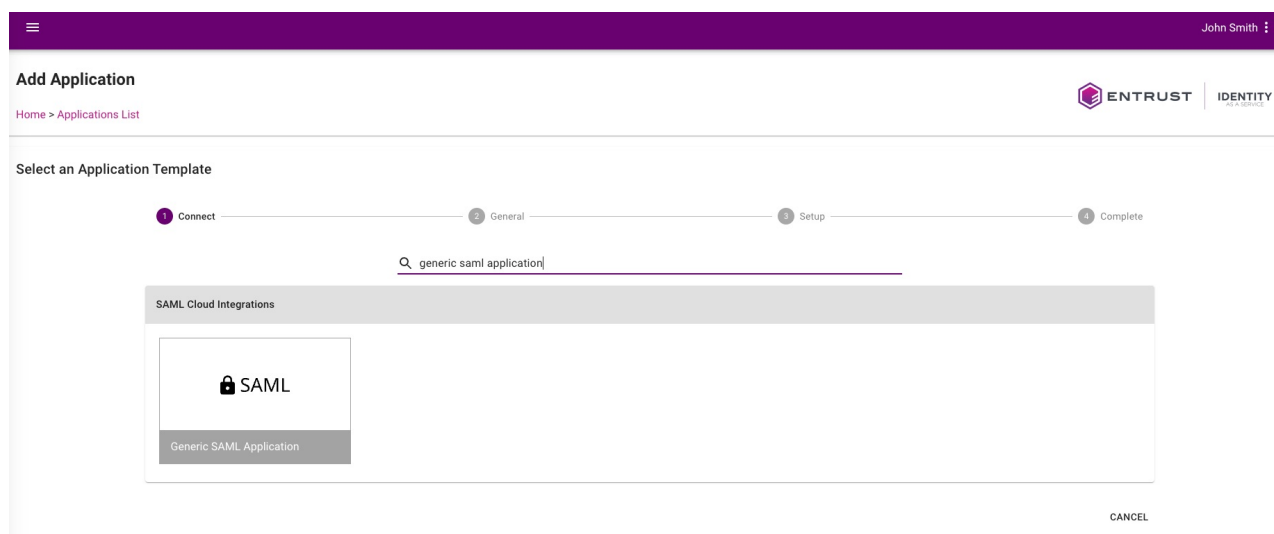 John Smith
Add Application
Home > Applications List
ENTRUST
IDENTITY
AS A SERVICE
Select an Application Template
1 Connect
2 General
3 Setup
4 Complete
generic saml application
SAML Cloud Integrations
SAML
Generic SAML Application
CANCEL